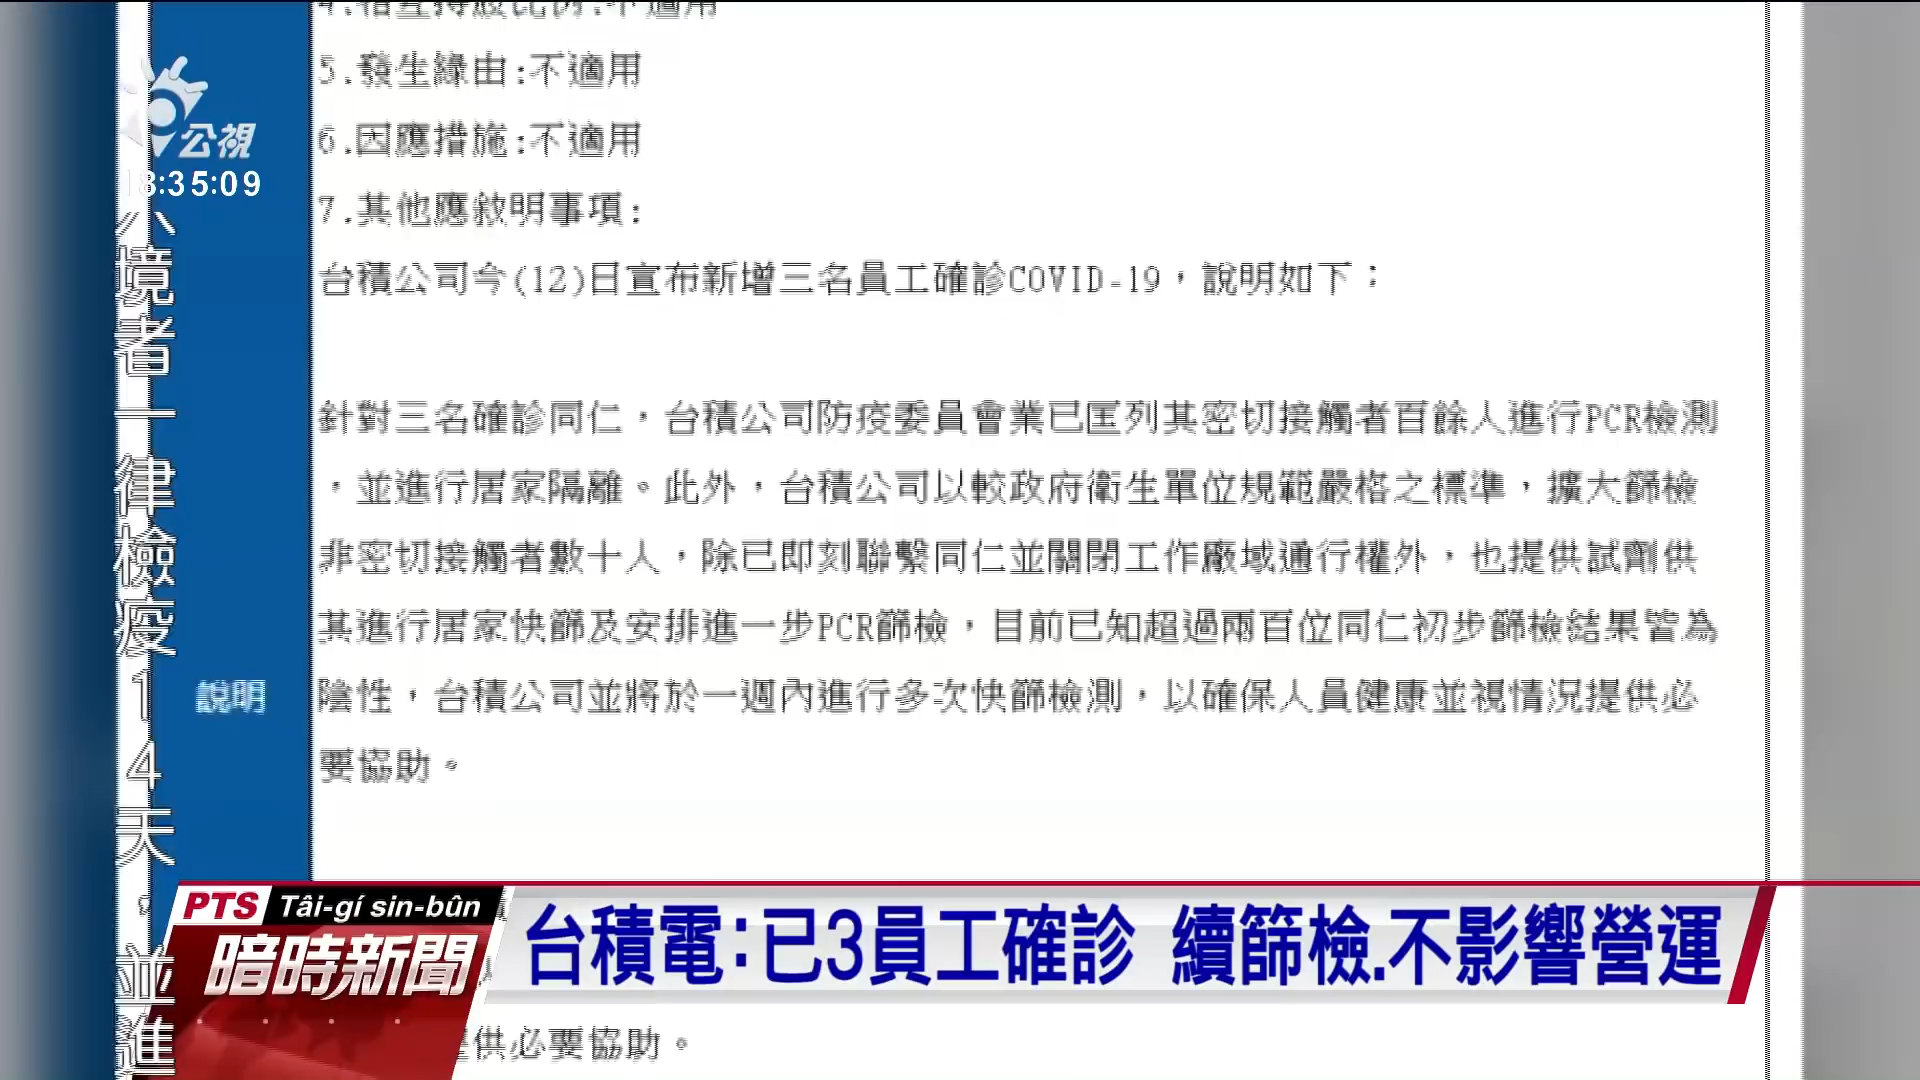 4.相互持股比例:不適用
5.發生緣由:不適用
6.因應措施:不適用
7.其他應敘明事項:
台積公司今(12)日宣布新增三名員工確診COVID-19，說明如下：
針對三名確診同仁，台積公司防疫委員會業已匡列其密切接觸者百餘人進行PCR檢測
，並進行居家隔離。此外，台積公司以較政府衛生單位規範嚴格之標準，擴大篩檢
非密切接觸者數十人，除已即刻聯繫同仁並關閉工作廠域通行權外，也提供試劑供
其進行居家快篩及安排進一步PCR篩檢，目前已知超過兩百位同仁初步篩檢結果皆為
陰性，台積公司並將於一週內進行多次快篩檢測，以確保人員健康並視情況提供必
要協助。
提供必要協助。
說明
公視
18:35:09
境者一律檢疫14天，並進
PTS Tâi-gí sin-bûn
暗時新聞
台積電:已3員工確診 續篩檢.不影響營運